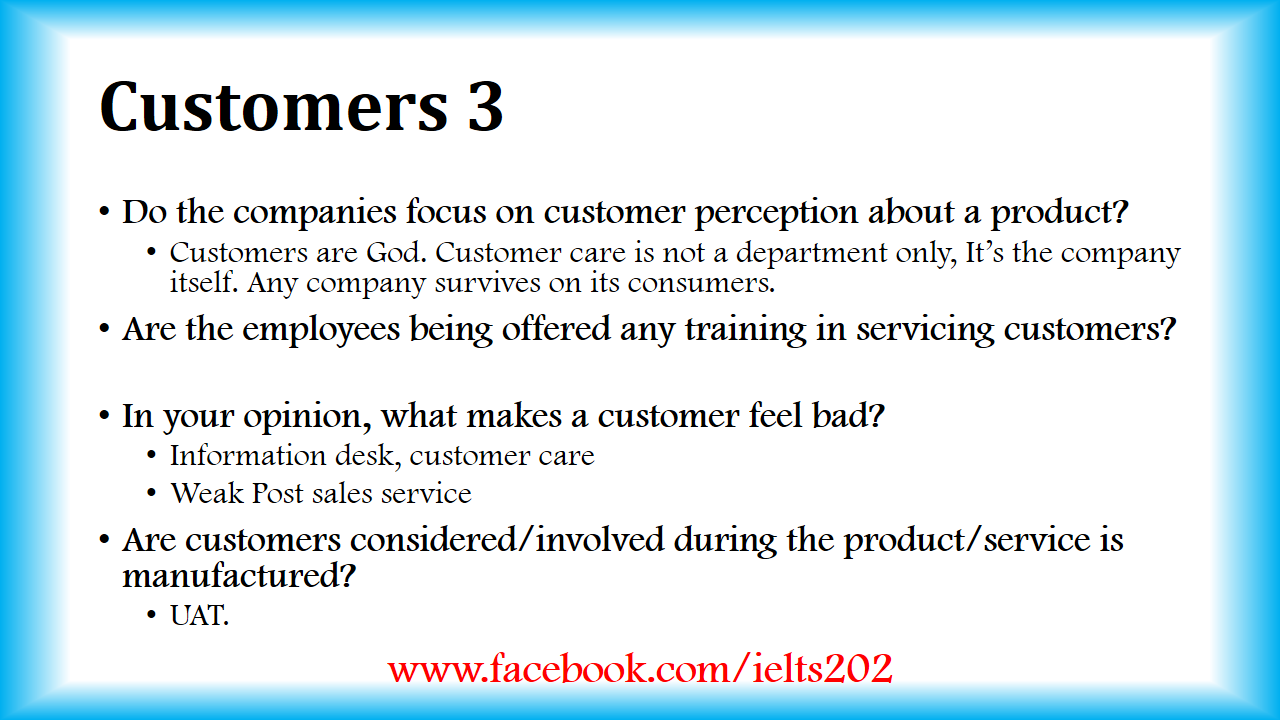 Customers 3
• Do the companies focus on customer perception about a product?
• Customers are God. Customer care is not a department only, It's the company
itself. Any company survives on its consumers.
• Are the employees being offered any training in servicing customers?
• In your opinion, what makes a customer feel bad?
• Information desk, customer care
• Weak Post sales service
• Are customers considered/involved during the product/service is
manufactured?
• UAT.
www.facebook.com/ielts202